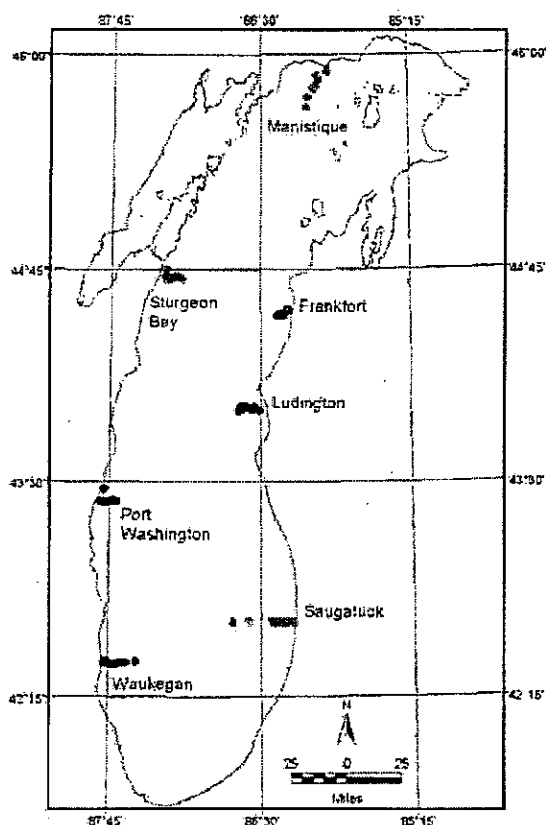 87°45' 86°30' 85°15'
46°00' 46°00'
Manistique
44°45' 44°45'
Sturgeon
Bay
Frankfort
Ludington
43°30' 43°30'
Port
Washington
Saugatuck
Waukegan
42°15' 42°15'
N
25 0 25
Miles
87°45' 86°30' 85°15'